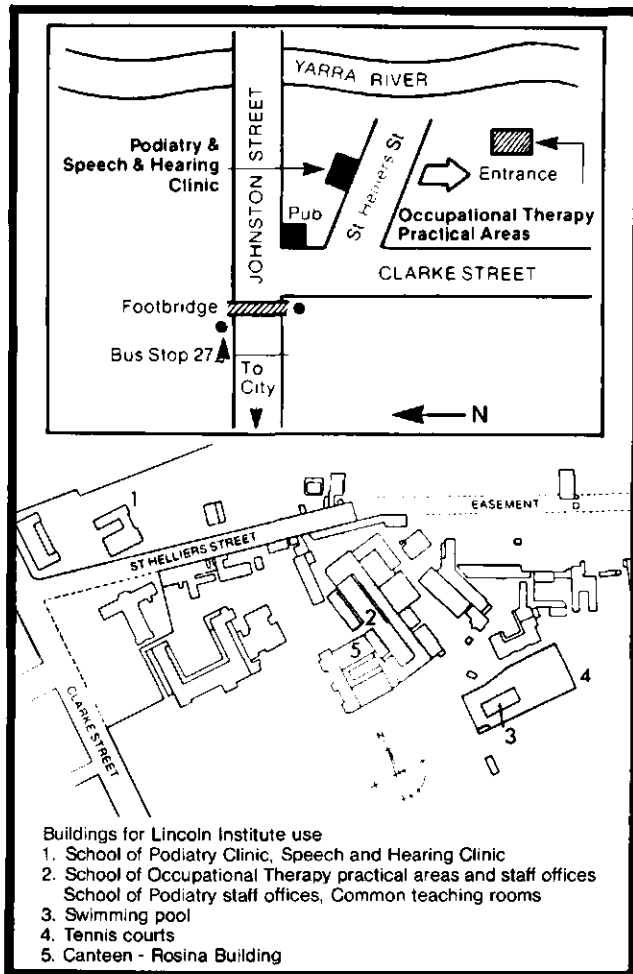 YARRA RIVER
JOHNSTON STREET
Podiatry &
Speech & Hearing
Clinic
St Helliers St
Entrance
Pub
Occupational Therapy
Practical Areas
CLARKE STREET
Footbridge
Bus Stop 27
To
City
N
1
EASEMENT
ST HELLIERS STREET
2
5
CLARKE STREET
4
3
N
Buildings for Lincoln Institute use
1. School of Podiatry Clinic, Speech and Hearing Clinic
2. School of Occupational Therapy practical areas and staff offices
School of Podiatry staff offices, Common teaching rooms
3. Swimming pool
4. Tennis courts
5. Canteen - Rosina Building